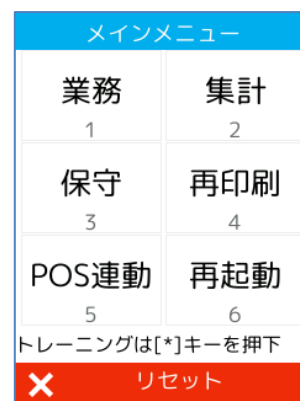 メインメニュー
業務 集計
1 2
保守 再印刷
3 4
POS連動 再起動
5 6
トレーニングは[*]キーを押下
× リセット